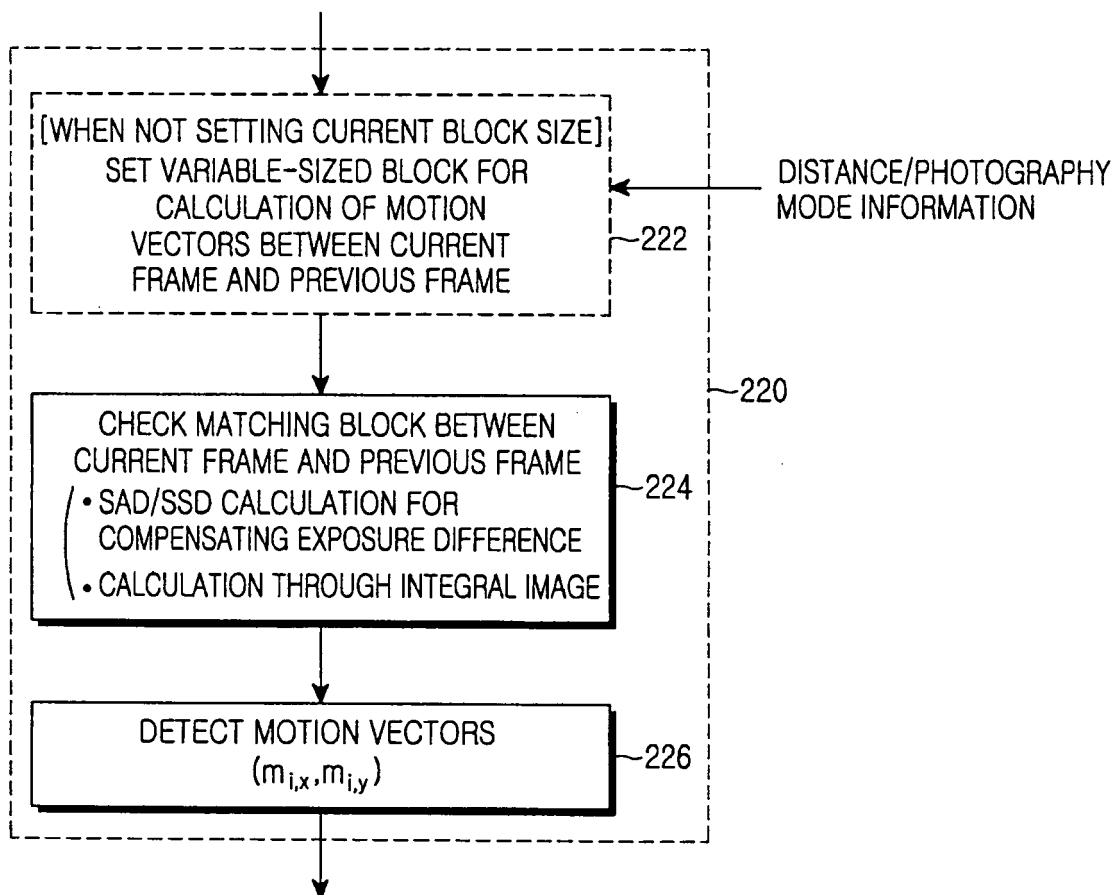 [WHEN NOT SETTING CURRENT BLOCK SIZE]
SET VARIABLE-SIZED BLOCK FOR
CALCULATION OF MOTION
VECTORS BETWEEN CURRENT
FRAME AND PREVIOUS FRAME
222
DISTANCE/PHOTOGRAPHY
MODE INFORMATION
220
CHECK MATCHING BLOCK BETWEEN
CURRENT FRAME AND PREVIOUS FRAME
• SAD/SSD CALCULATION FOR
COMPENSATING EXPOSURE DIFFERENCE
• CALCULATION THROUGH INTEGRAL IMAGE
224
DETECT MOTION VECTORS
(m_{i,x},m_{i,y})
226